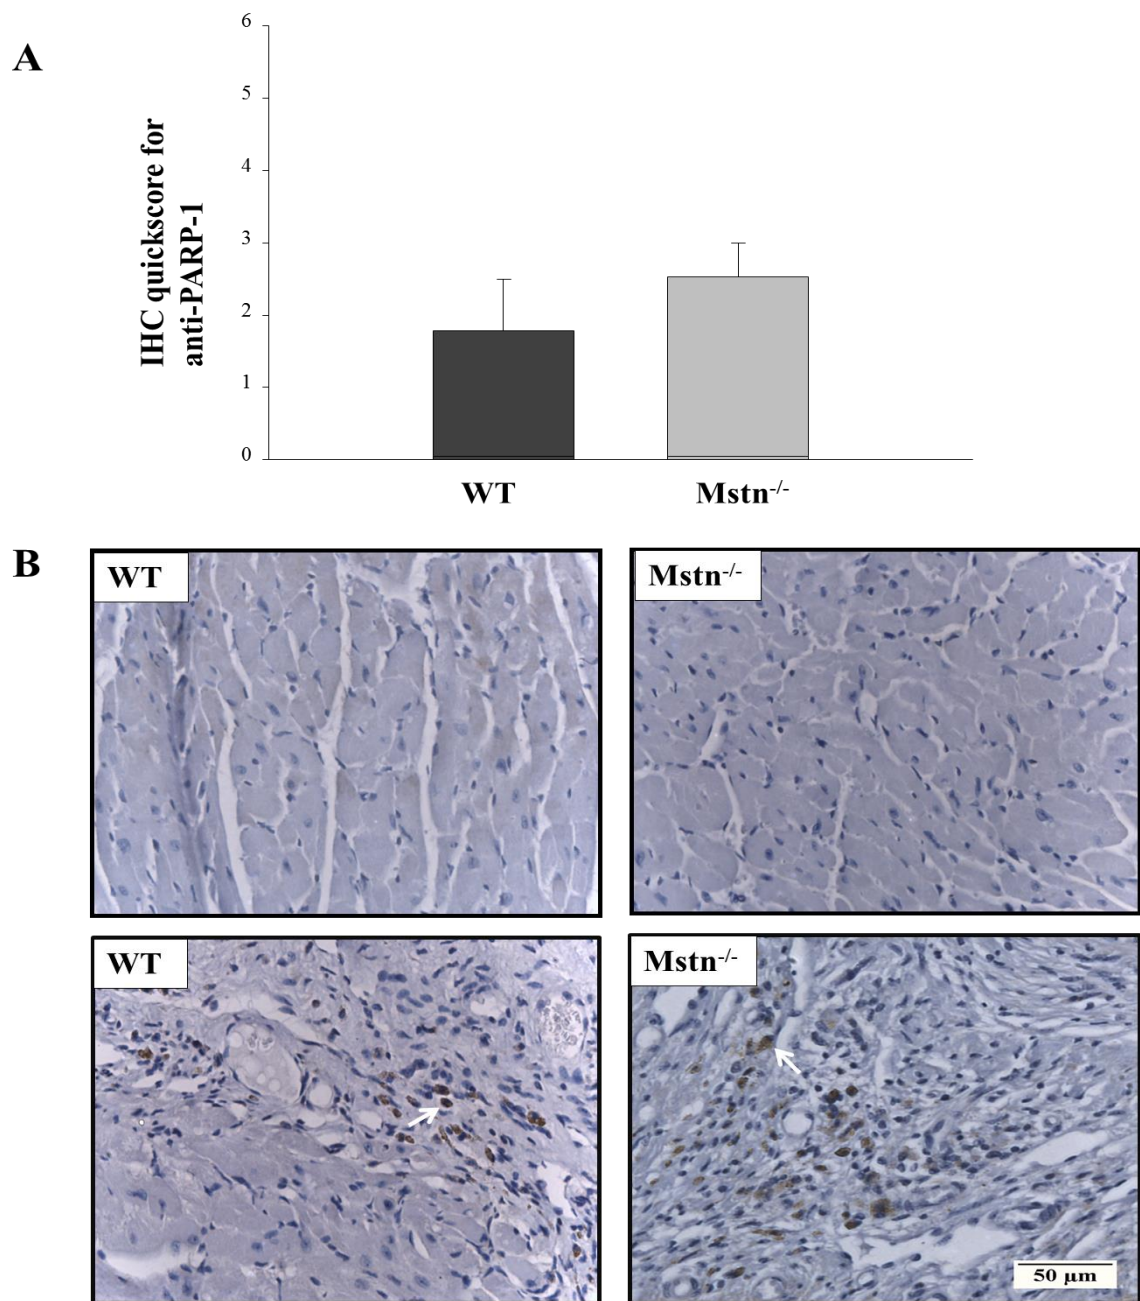 A
6
5
4
3
2
1
0
IHC quickscore for
anti-PARP-1
WT
Mstn-/-
B
WT
Mstn-/-
WT
Mstn-/-
50 µm